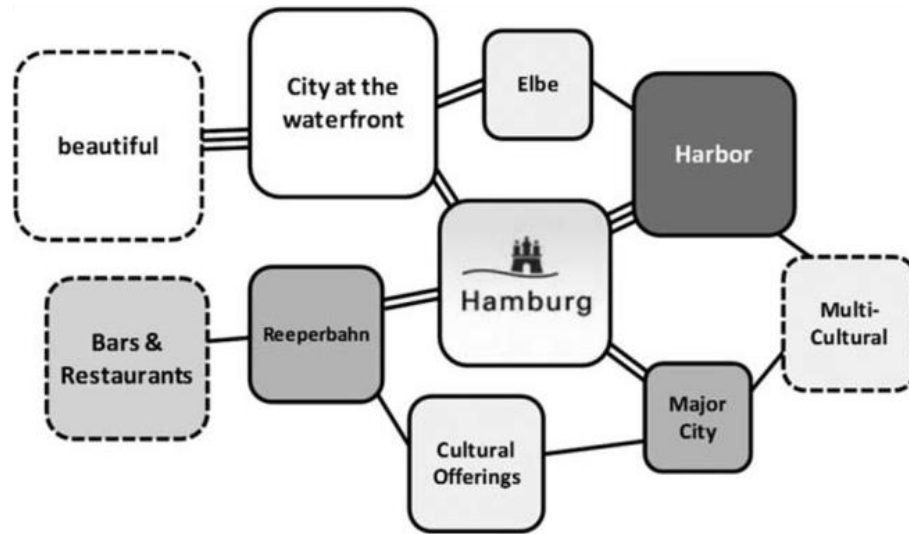 beautiful
City at the
waterfront
Elbe
Harbor
Hamburg
Bars &
Restaurants
Reeperbahn
Multi-
Cultural
Major
City
Cultural
Offerings